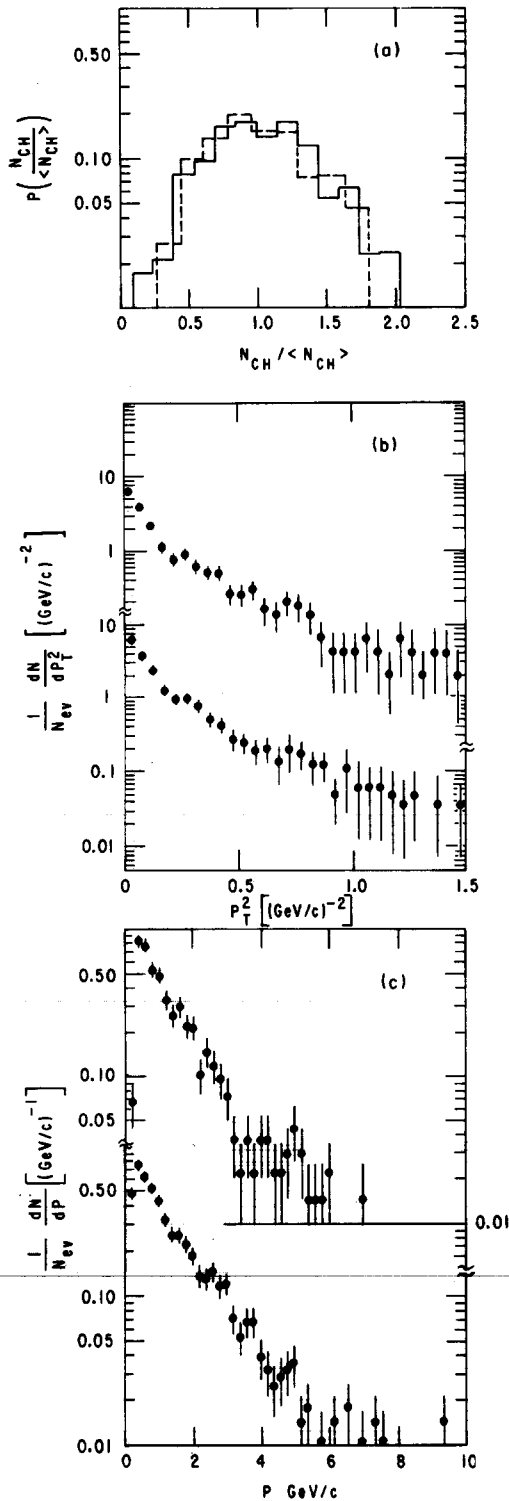 (a)
0.50
0.10
0.05
P(N_CH/<N_CH>)
0 0.5 1.0 1.5 2.0 2.5
N_CH / <N_CH>
(b)
10
1
10
1
0.1
0.01
1/N_ev dN/dP_T^2 [(GeV/c)^-2]
0 0.5 1.0 1.5
P_T^2 [(GeV/c)^-2]
(c)
0.50
0.10
0.05
0.50
0.01
0.10
0.05
0.01
1/N_ev dN/dP [(GeV/c)^-1]
0 2 4 6 8 10
P GeV/c